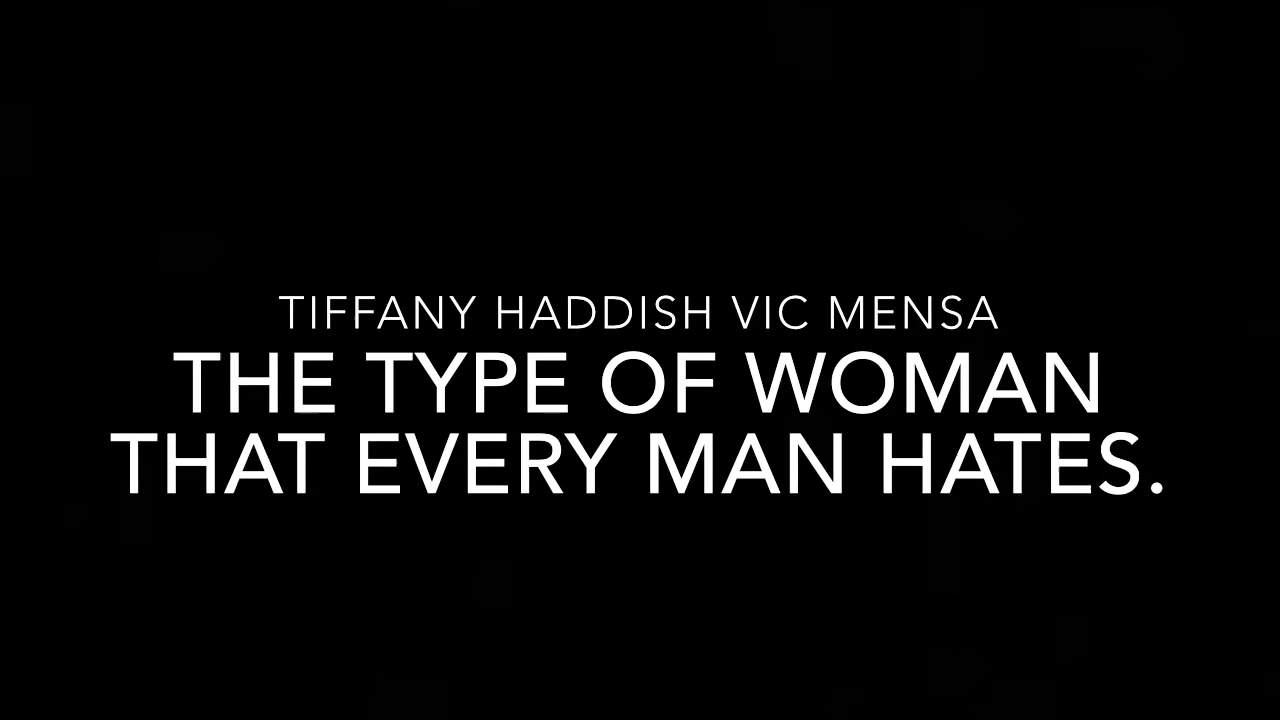 TIFFANY HADDISH VIC MENSA
THE TYPE OF WOMAN
THAT EVERY MAN HATES.